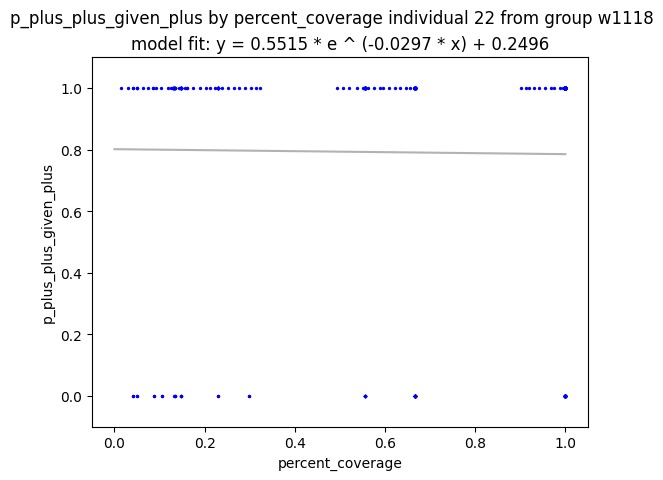 p_plus_plus_given_plus by percent_coverage individual 22 from group w1118
model fit: y = 0.5515 * e ^ (-0.0297 * x) + 0.2496
1.0
0.8
0.6
0.4
0.2
0.0
p_plus_plus_given_plus
0.0 0.2 0.4 0.6 0.8 1.0
percent_coverage